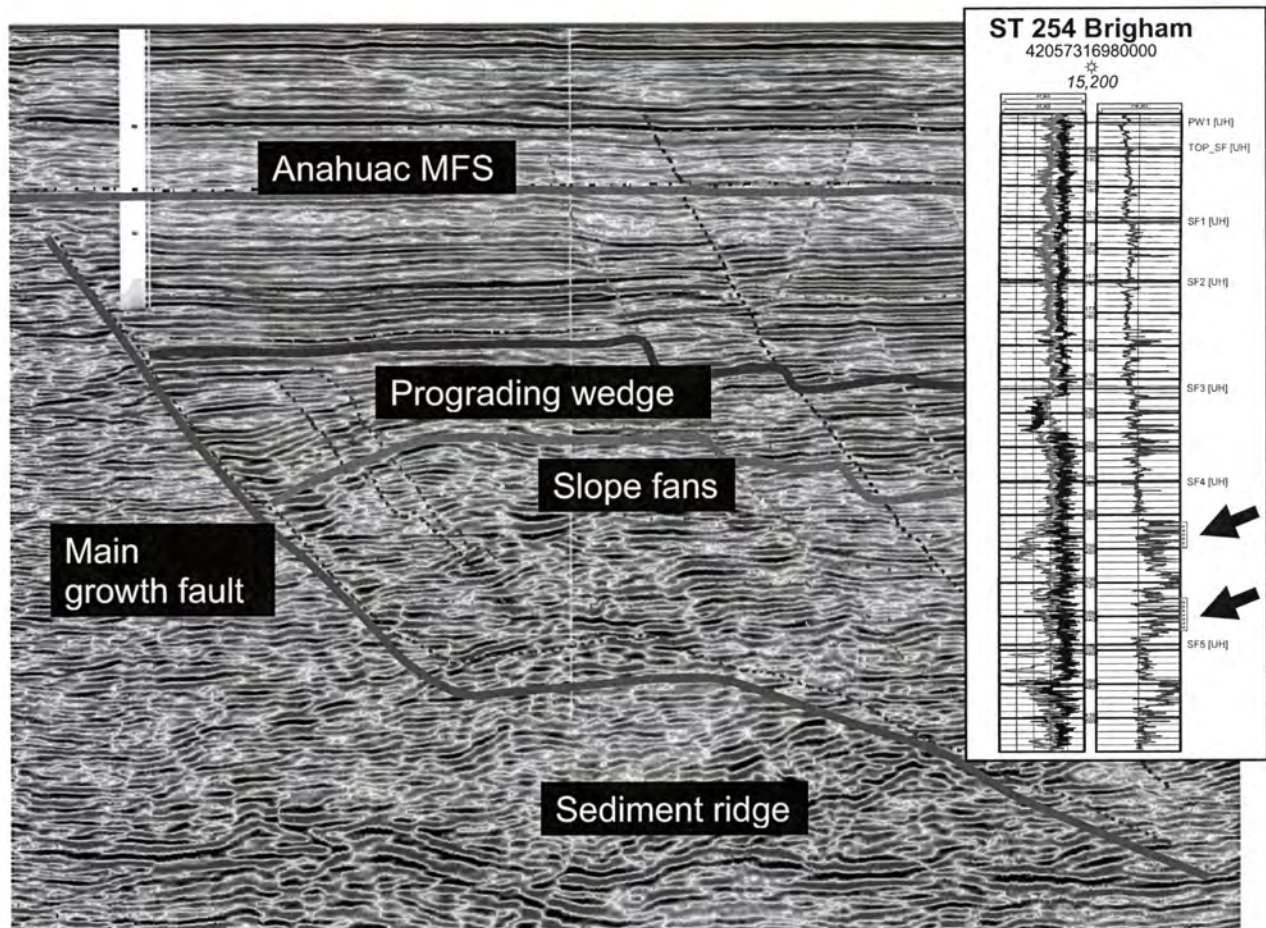 ST 254 Brigham
42057316980000
15,200
PW1 [UH]
TOP_SF [UH]
SF1 [UH]
SF2 [UH]
SF3 [UH]
SF4 [UH]
SF5 [UH]
Anahuac MFS
Prograding wedge
Slope fans
Main
growth fault
Sediment ridge